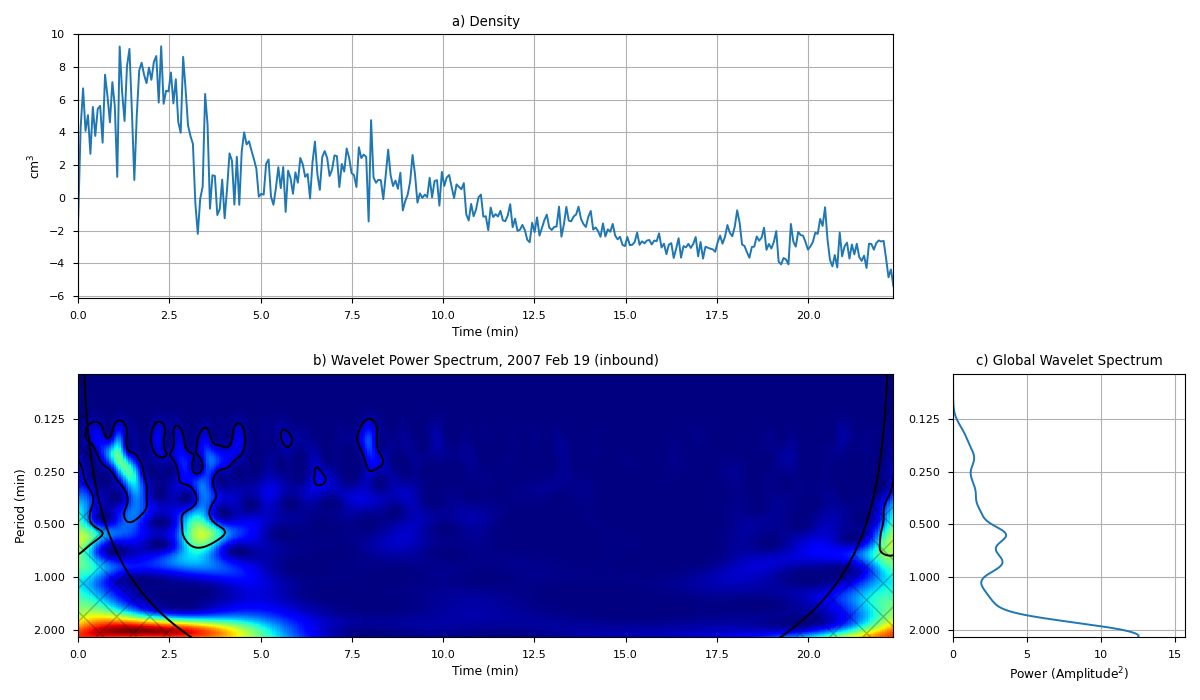 a) Density
10
8
6
4
2
0
−2
−4
−6
cm³
0.0 2.5 5.0 7.5 10.0 12.5 15.0 17.5 20.0
Time (min)
b) Wavelet Power Spectrum, 2007 Feb 19 (inbound)
0.125
0.250
0.500
1.000
2.000
Period (min)
0.0 2.5 5.0 7.5 10.0 12.5 15.0 17.5 20.0
Time (min)
c) Global Wavelet Spectrum
0.125
0.250
0.500
1.000
2.000
0 5 10 15
Power (Amplitude²)